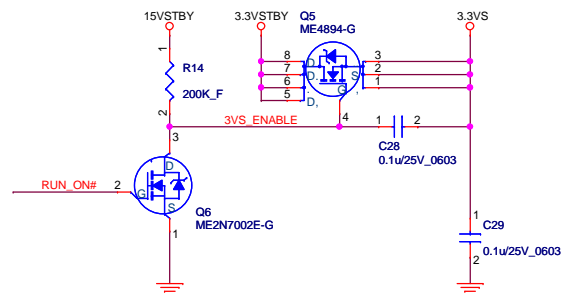 15VSTBY
3.3VSTBY
Q5
ME4894-G
3.3VS
1
R14
200K_F
2
8
7
6
5
D
D.
.
D,
S
G
,
3
2
1
4
3VS_ENABLE
1
2
C28
0.1u/25V_0603
3
D
RUN_ON#
2
G
S
Q6
ME2N7002E-G
1
1
C29
0.1u/25V_0603
2